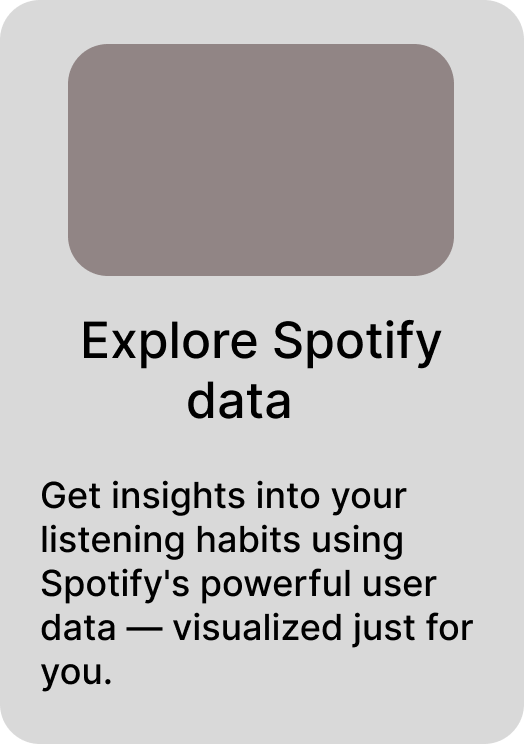 Explore Spotify
data
Get insights into your
listening habits using
Spotify's powerful user
data — visualized just for
you.